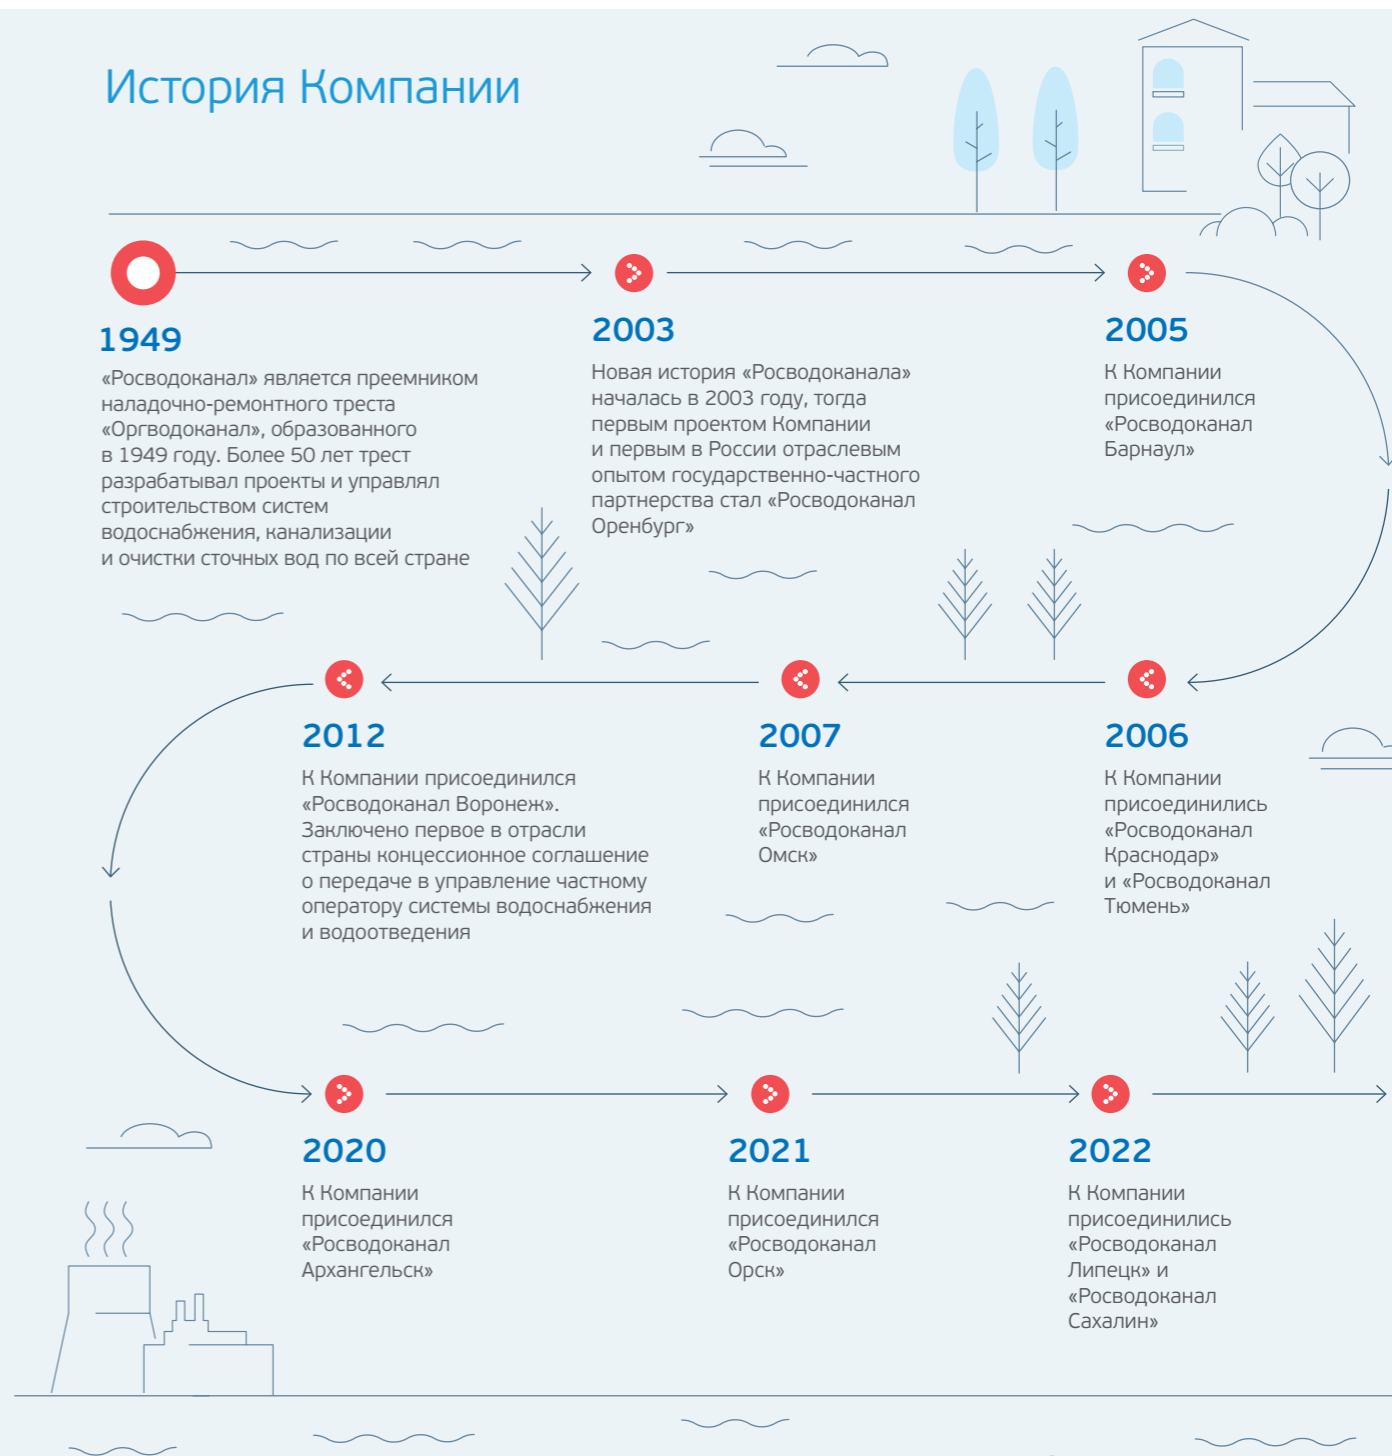 История Компании
1949
«Росводоканал» является преемником
наладочно-ремонтного треста
«Оргводоканал», образованного
в 1949 году. Более 50 лет трест
разрабатывал проекты и управлял
строительством систем
водоснабжения, канализации
и очистки сточных вод по всей стране
2003
Новая история «Росводоканала»
началась в 2003 году, тогда
первым проектом Компании
и первым в России отраслевым
опытом государственно-частного
партнерства стал «Росводоканал
Оренбург»
2005
К Компании
присоединился
«Росводоканал
Барнаул»
2006
К Компании
присоединились
«Росводоканал
Краснодар»
и «Росводоканал
Тюмень»
2007
К Компании
присоединился
«Росводоканал
Омск»
2012
К Компании присоединился
«Росводоканал Воронеж».
Заключено первое в отрасли
страны концессионное соглашение
о передаче в управление частному
оператору системы водоснабжения
и водоотведения
2020
К Компании
присоединился
«Росводоканал
Архангельск»
2021
К Компании
присоединился
«Росводоканал
Орск»
2022
К Компании
присоединились
«Росводоканал
Липецк» и
«Росводоканал
Сахалин»